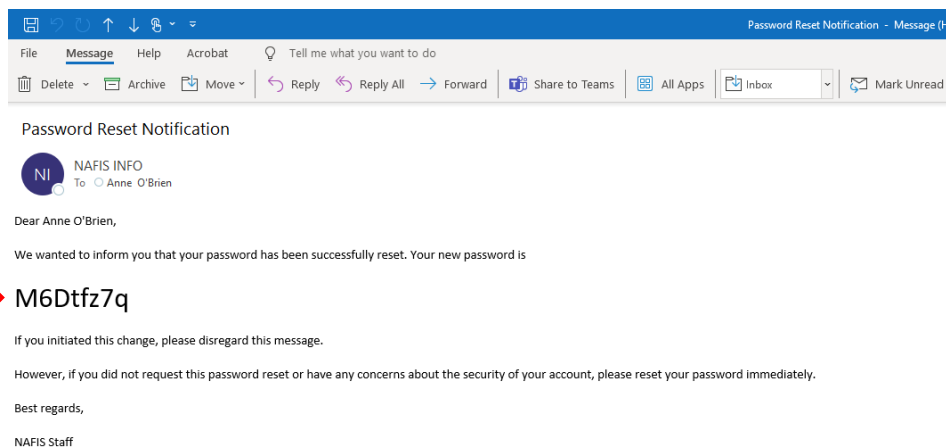 Password Reset Notification - Message (H
File Message Help Acrobat Tell me what you want to do
Delete Archive Move Reply Reply All Forward Share to Teams All Apps Inbox Mark Unread
Password Reset Notification
NI
NAFIS INFO
To Anne O'Brien
Dear Anne O'Brien,
We wanted to inform you that your password has been successfully reset. Your new password is
M6Dtfz7q
If you initiated this change, please disregard this message.
However, if you did not request this password reset or have any concerns about the security of your account, please reset your password immediately.
Best regards,
NAFIS Staff